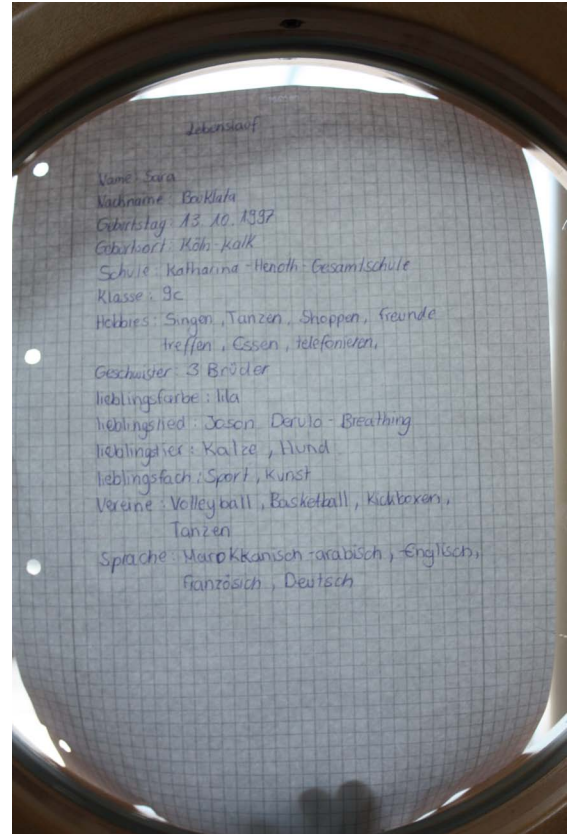 Lebenslauf
Name: Sara
Nachname: Backlafa
Geburtstag: 13.10.1997
Geburtsort: Köln-Kalk
Schule: Katharina-Henoth-Gesamtschule
Klasse: 9c
Hobbies: Singen, Tanzen, Shoppen, freunde
treffen, Essen, telefonieren,
Geschwister: 3 Brüder
lieblingsfarbe: lila
lieblingslied: Jason Derulo - Breathing
lieblingstier: Katze, Hund
lieblingsfach: Sport, Kunst
Vereine: Volleyball, Basketball, Kickboxen,
Tanzen
Sprache: Marokkanisch-arabisch, Englisch,
französich, Deutsch